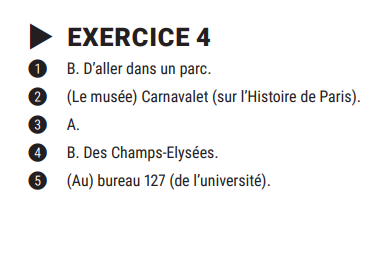 EXERCICE 4
1 B. D'aller dans un parc.
2 (Le musée) Carnavalet (sur l'Histoire de Paris).
3 A.
4 B. Des Champs-Elysées.
5 (Au) bureau 127 (de l'université).